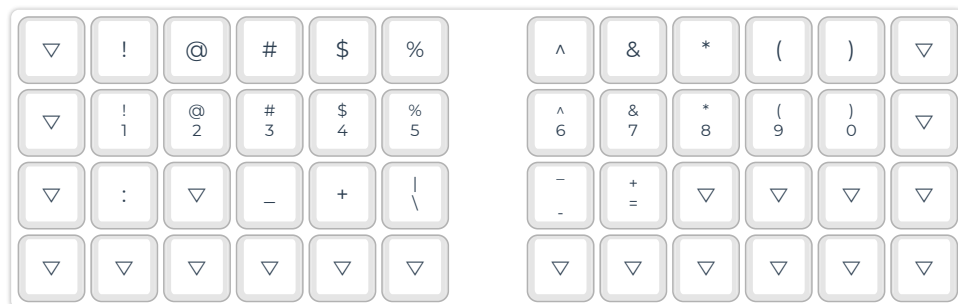 ▽ ! @ # $ % ^ & * ( ) ▽
▽ ! @ # $ % ^ & * ( ) ▽
1 2 3 4 5 6 7 8 9 0
▽ : ▽ _ + | _ + ▽ ▽ ▽ ▽
\ - =
▽ ▽ ▽ ▽ ▽ ▽ ▽ ▽ ▽ ▽ ▽ ▽